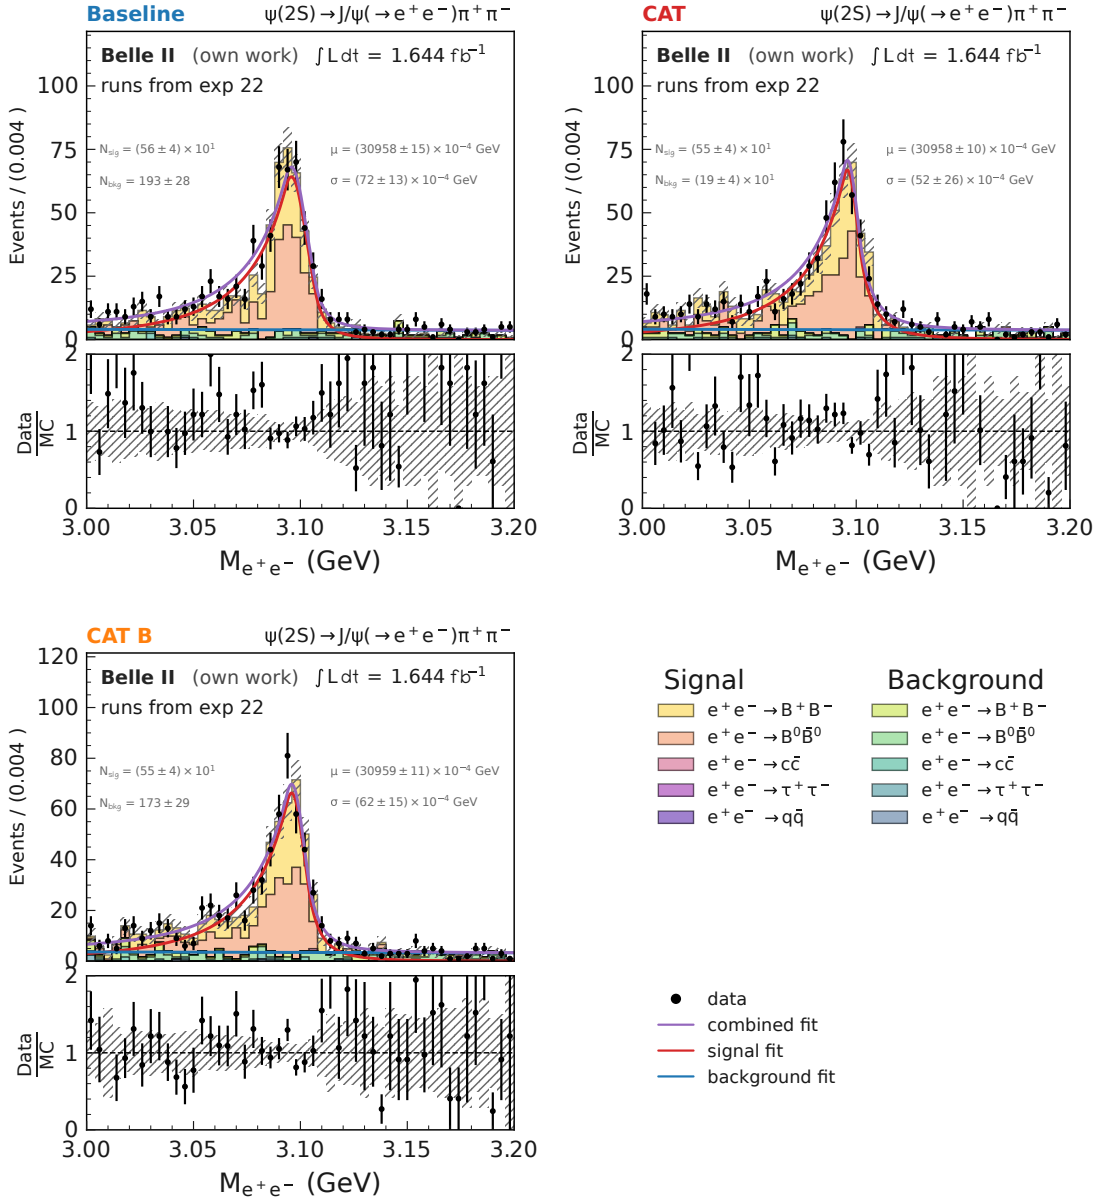 Baseline ψ(2S)→J/ψ(→e⁺e⁻)π⁺π⁻
Belle II (own work) ∫L dt = 1.644 fb⁻¹
runs from exp 22
N_sig = (56 ± 4) × 10¹ μ = (30958 ± 15) × 10⁻⁴ GeV
N_bkg = 193 ± 28 σ = (72 ± 13) × 10⁻⁴ GeV
Events / (0.004 )
100
75
50
25
0
Data/MC
2
1
0
3.00 3.05 3.10 3.15 3.20
M_e⁺e⁻ (GeV)
CAT ψ(2S)→J/ψ(→e⁺e⁻)π⁺π⁻
Belle II (own work) ∫L dt = 1.644 fb⁻¹
runs from exp 22
N_sig = (55 ± 4) × 10¹ μ = (30958 ± 10) × 10⁻⁴ GeV
N_bkg = (19 ± 4) × 10¹ σ = (52 ± 26) × 10⁻⁴ GeV
Events / (0.004 )
100
75
50
25
0
Data/MC
2
1
0
3.00 3.05 3.10 3.15 3.20
M_e⁺e⁻ (GeV)
CAT B ψ(2S)→J/ψ(→e⁺e⁻)π⁺π⁻
Belle II (own work) ∫L dt = 1.644 fb⁻¹
runs from exp 22
N_sig = (55 ± 4) × 10¹ μ = (30959 ± 11) × 10⁻⁴ GeV
N_bkg = 173 ± 29 σ = (62 ± 15) × 10⁻⁴ GeV
Events / (0.004 )
120
100
80
60
40
20
0
Data/MC
2
1
0
3.00 3.05 3.10 3.15 3.20
M_e⁺e⁻ (GeV)
Signal Background
e⁺e⁻→B⁺B⁻ e⁺e⁻→B⁺B⁻
e⁺e⁻→B⁰B̄⁰ e⁺e⁻→B⁰B̄⁰
e⁺e⁻→cc̄ e⁺e⁻→cc̄
e⁺e⁻→τ⁺τ⁻ e⁺e⁻→τ⁺τ⁻
e⁺e⁻→qq̄ e⁺e⁻→qq̄
data
combined fit
signal fit
background fit